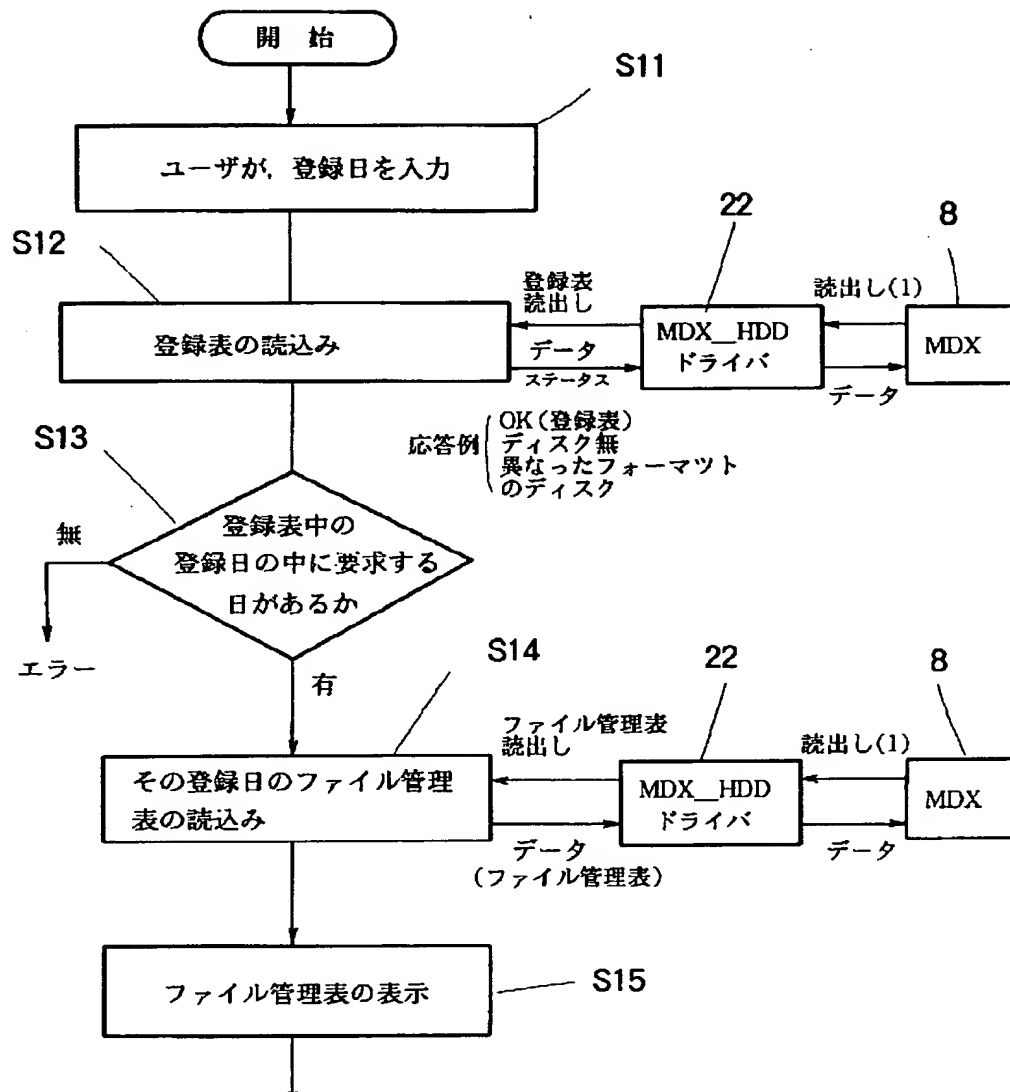 開 始
S11
ユーザが，登録日を入力
S12
22
8
登録表
読出し
読出し(1)
登録表の読込み
MDX__HDD
ドライバ
MDX
データ
ステータス
データ
S13
応答例
OK(登録表)
ディスク無
異なったフォーマツト
のディスク
無
登録表中の
登録日の中に要求する
日があるか
エラー
有
S14
22
8
ファイル管理表
読出し
読出し(1)
その登録日のファイル管理
表の読込み
MDX__HDD
ドライバ
MDX
データ
(ファイル管理表)
データ
ファイル管理表の表示
S15